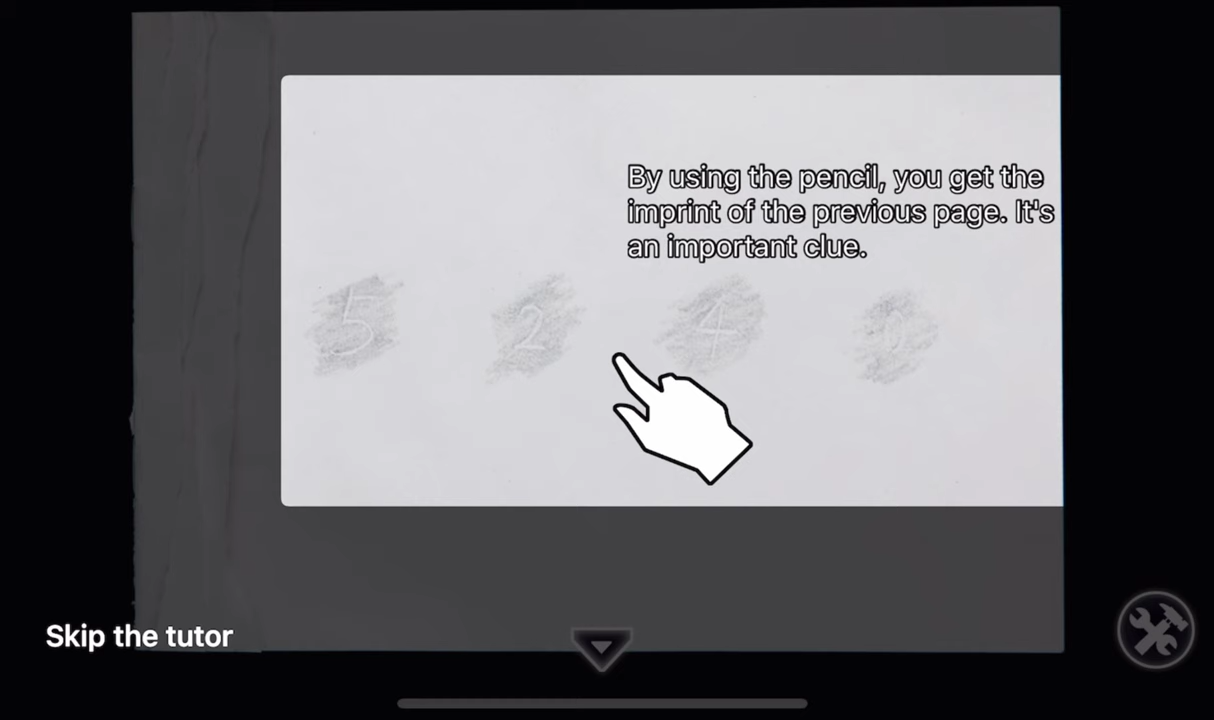 By using the pencil, you get the
imprint of the previous page. It's
an important clue.
5 2 4 0
Skip the tutor